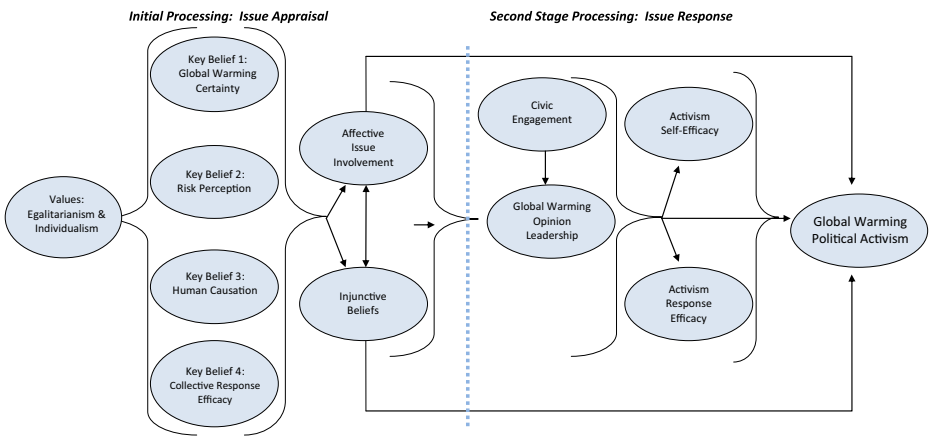 Initial Processing: Issue Appraisal
Second Stage Processing: Issue Response
Values:
Egalitarianism &
Individualism
Key Belief 1:
Global Warming
Certainty
Key Belief 2:
Risk Perception
Key Belief 3:
Human Causation
Key Belief 4:
Collective Response
Efficacy
Affective
Issue
Involvement
Injunctive
Beliefs
Civic
Engagement
Global Warming
Opinion
Leadership
Activism
Self-Efficacy
Activism
Response
Efficacy
Global Warming
Political Activism